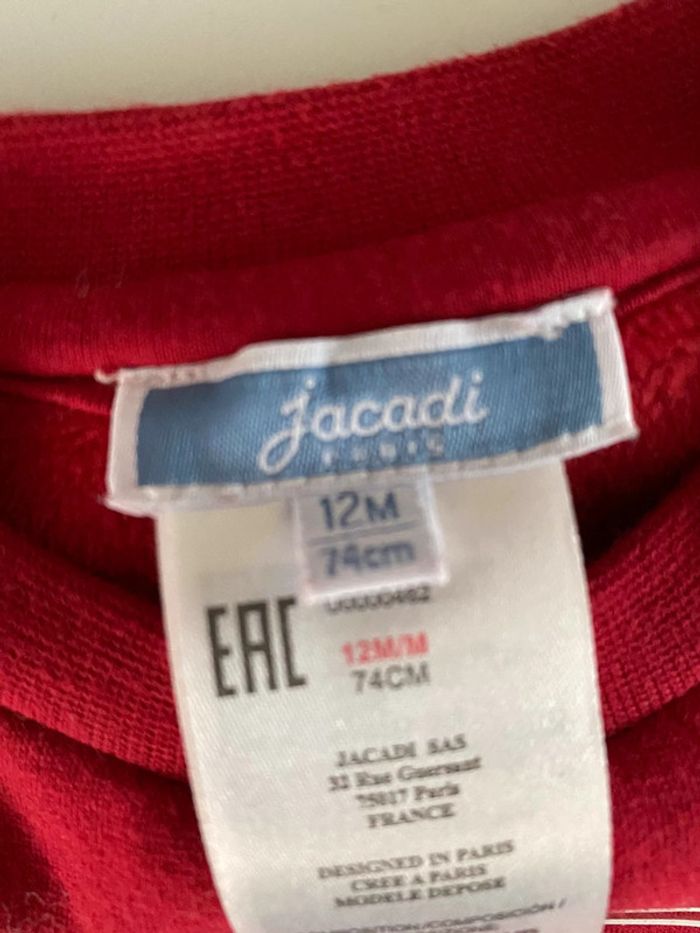 jacadi
PARIS
12M
74cm
EAC
12M/M
74CM
JACADI SAS
32 Rue Guersant
75017 Paris
FRANCE
DESIGNED IN PARIS
CREE A PARIS
MODELE DEPOSE